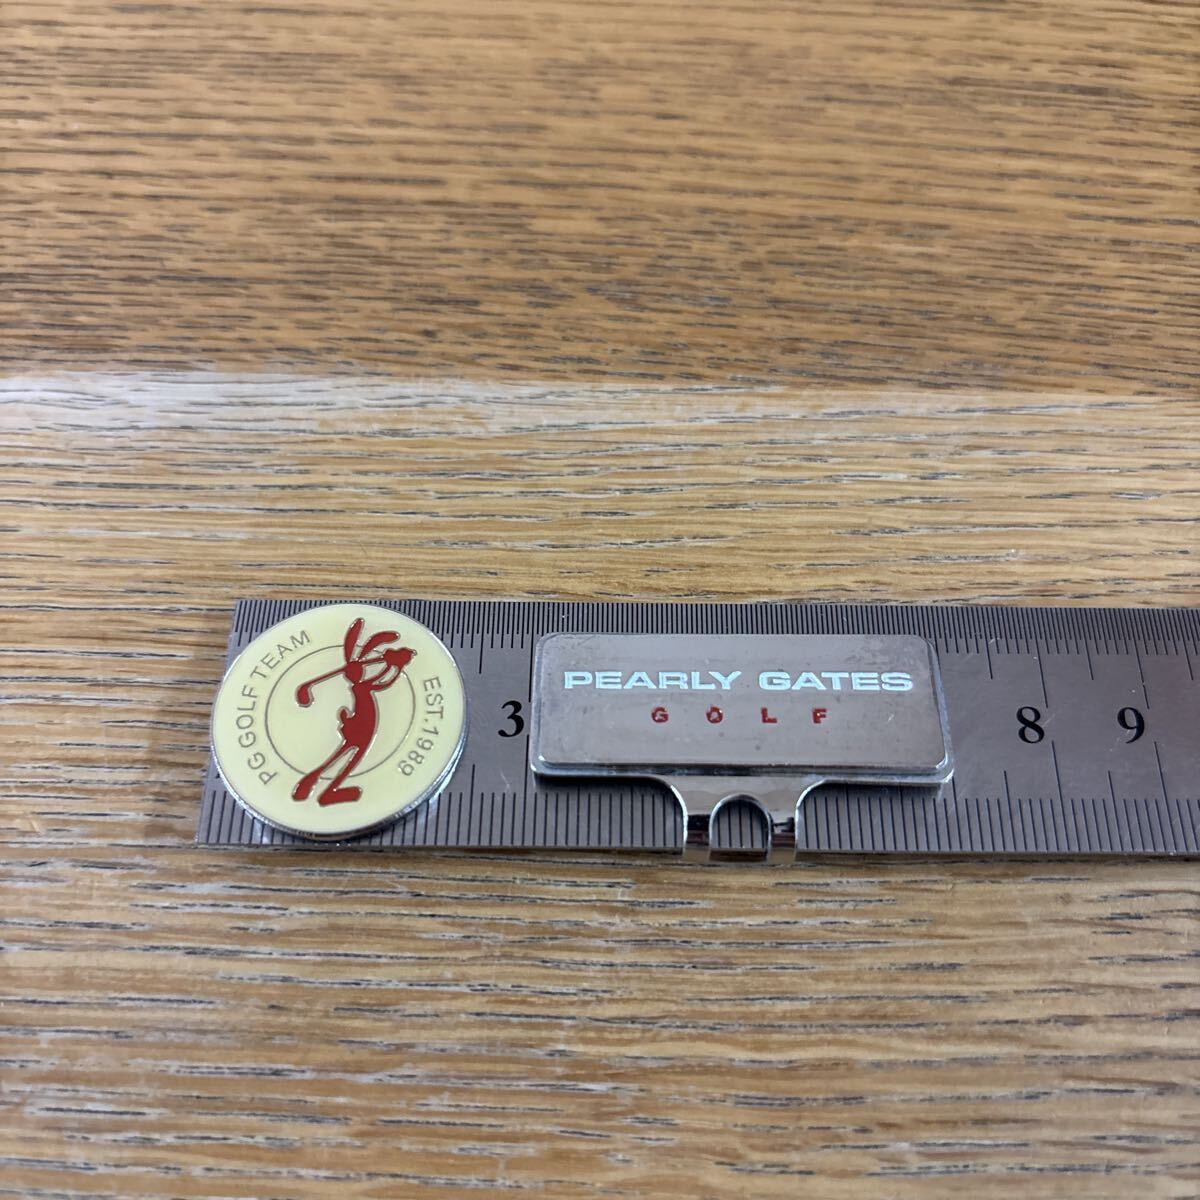 PG GOLF TEAM
EST.1989
3
PEARLY GATES
GOLF
8
9